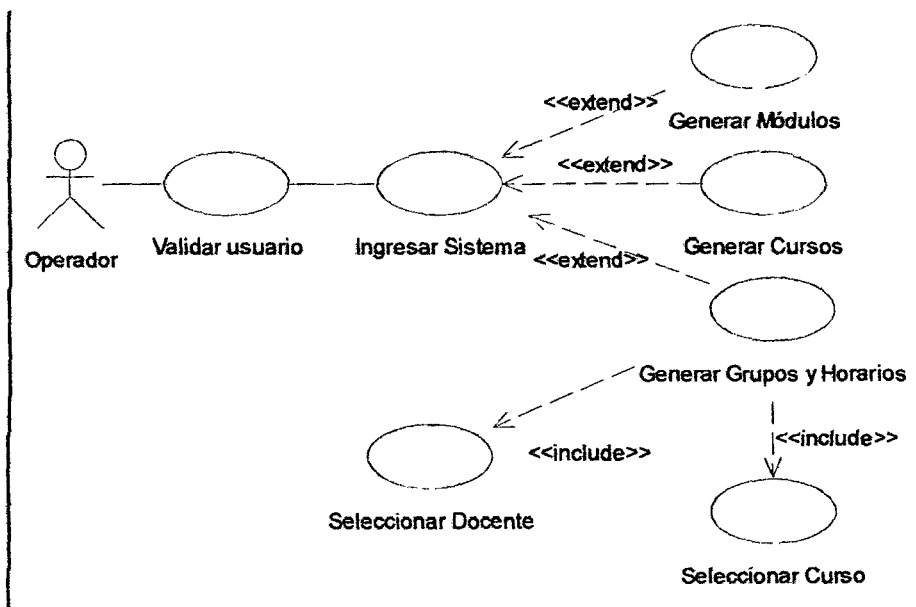 <<extend>>
Generar Módulos
<<extend>>
Operador
Validar usuario
Ingresar Sistema
Generar Cursos
<<extend>>
Generar Grupos y Horarios
<<include>>
<<include>>
Seleccionar Docente
Seleccionar Curso